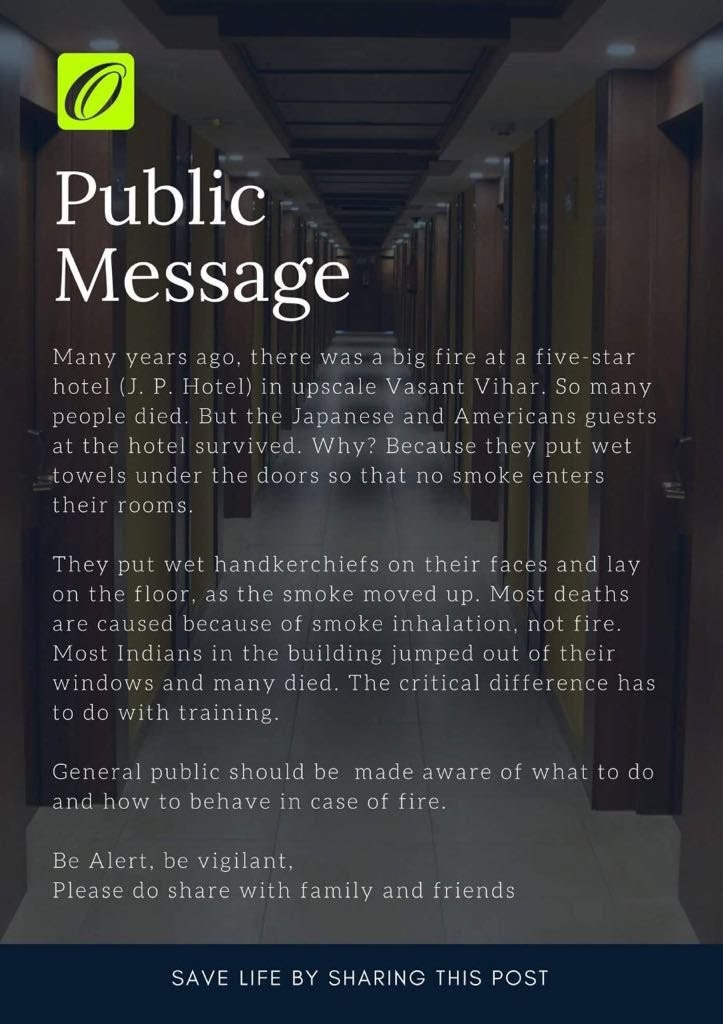 O
Public
Message
Many years ago, there was a big fire at a five-star
hotel (J. P. Hotel) in upscale Vasant Vihar. So many
people died. But the Japanese and Americans guests
at the hotel survived. Why? Because they put wet
towels under the doors so that no smoke enters
their rooms.
They put wet handkerchiefs on their faces and lay
on the floor, as the smoke moved up. Most deaths
are caused because of smoke inhalation, not fire.
Most Indians in the building jumped out of their
windows and many died. The critical difference has
to do with training.
General public should be  made aware of what to do
and how to behave in case of fire.
Be Alert, be vigilant,
Please do share with family and friends
SAVE LIFE BY SHARING THIS POST